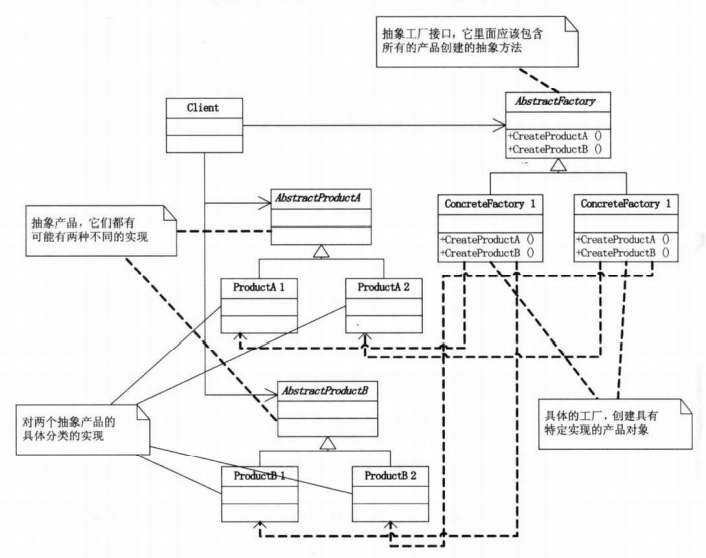 抽象工厂接口，它里面应该包含
所有的产品创建的抽象方法
Client
AbstractFactory
+CreateProductA ()
+CreateProductB ()
AbstractProductA
ConcreteFactory 1
+CreateProductA ()
+CreateProductB ()
ConcreteFactory 1
+CreateProductA ()
+CreateProductB ()
抽象产品，它们都有
可能有两种不同的实现
ProductA 1
ProductA 2
AbstractProductB
对两个抽象产品的
具体分类的实现
具体的工厂，创建具有
特定实现的产品对象
ProductB 1
ProductB 2